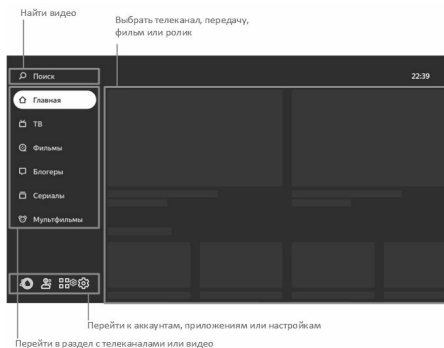 Найти видео
Выбрать телеканал, передачу,
фильм или ролик
Поиск
22:39
Главная
ТВ
Фильмы
Блогеры
Сериалы
Мультфильмы
Перейти к аккаунтам, приложениям или настройкам
Перейти в раздел с телеканалами или видео